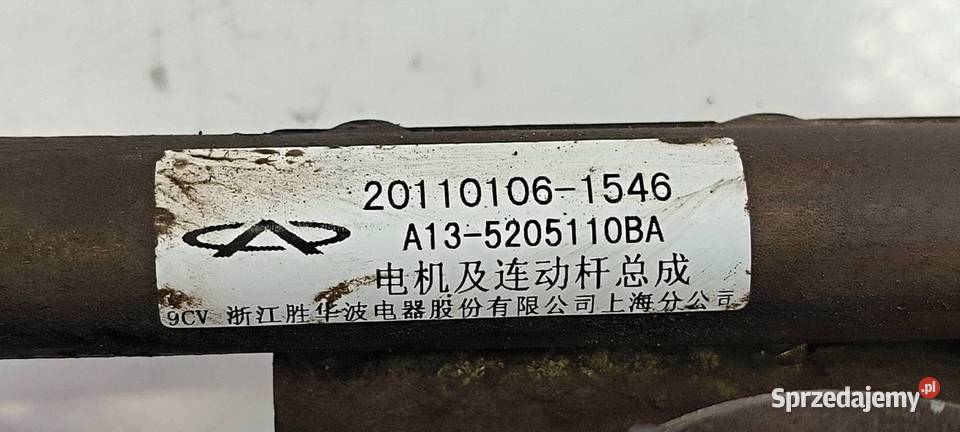 20110106-1546
A13-5205110BA
电机及连动杆总成
9CV 浙江胜华波电器股份有限公司上海分公司
Sprzedajemy.pl